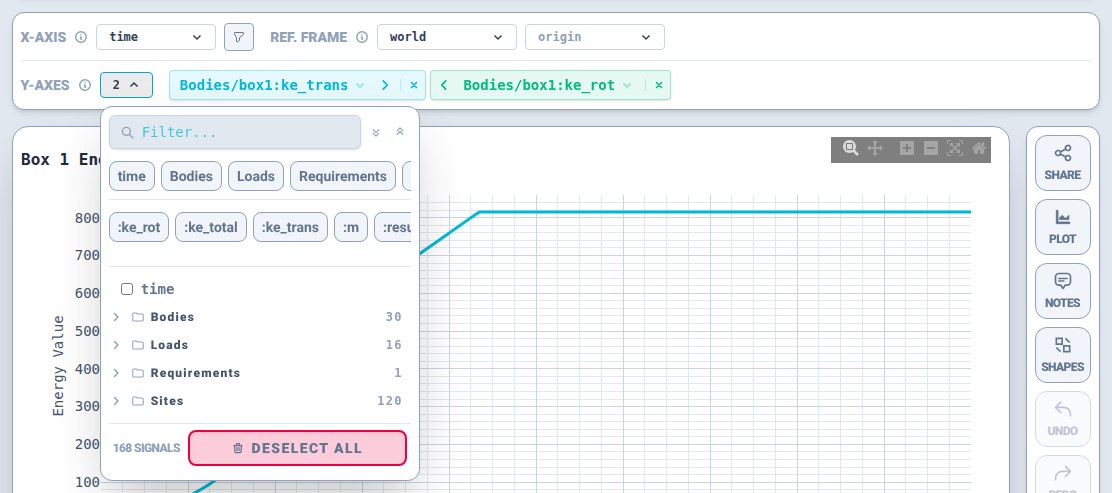 X-AXIS time REF. FRAME world origin
Y-AXES 2 Bodies/box1:ke_trans × Bodies/box1:ke_rot ×
Filter...
Box 1
time Bodies Loads Requirements
:ke_rot :ke_total :ke_trans :m
time
Bodies 30
Loads 16
Requirements 1
Sites 120
168 SIGNALS DESELECT ALL
Energy Value
800
700
600
500
400
300
200
100
SHARE
PLOT
NOTES
SHAPES
UNDO